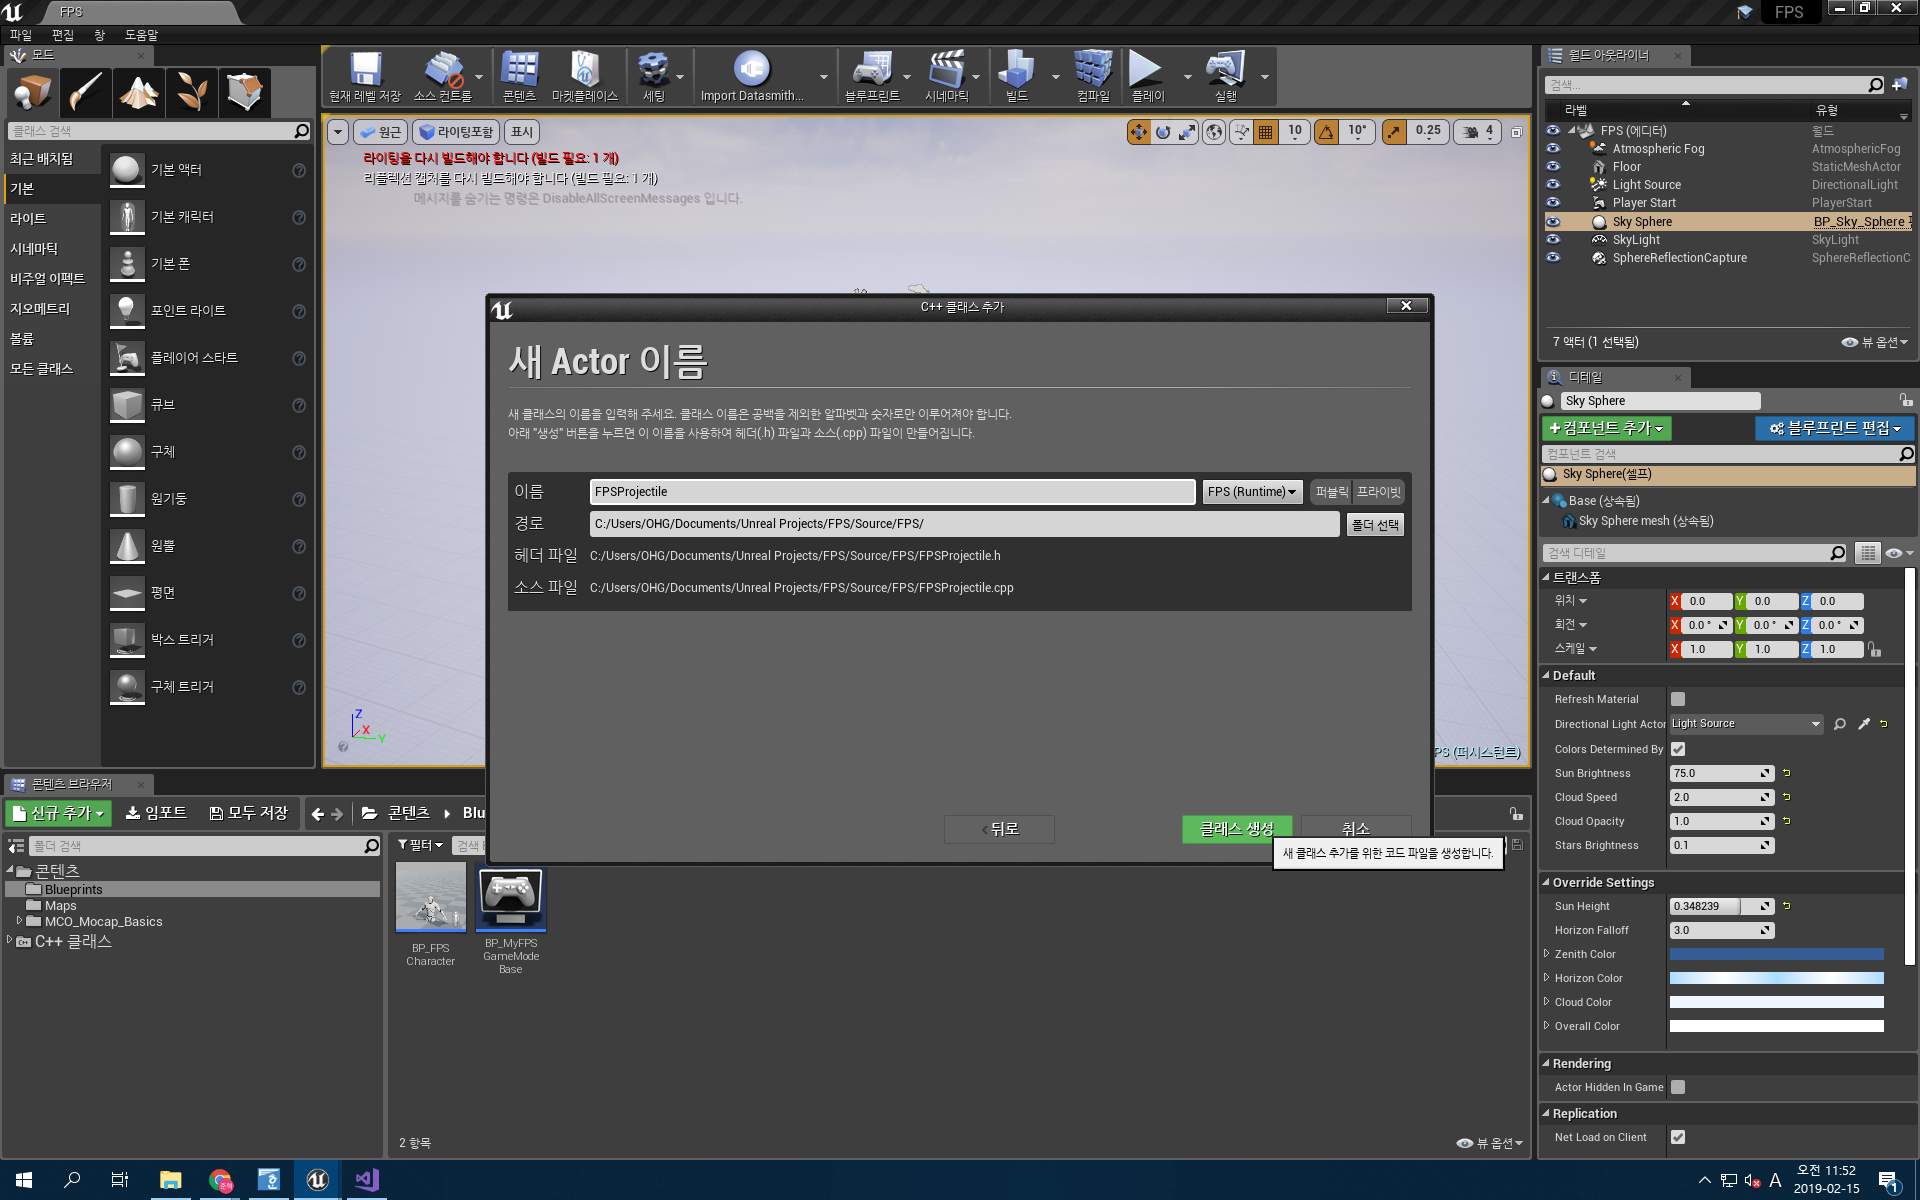 FPS
FPS
파일 편집 창 도움말
모드
클래스 검색
최근 배치됨
기본
라이트
시네마틱
비주얼 이펙트
지오메트리
볼륨
모든 클래스
기본 액터
기본 캐릭터
기본 폰
포인트 라이트
플레이어 스타트
큐브
구체
원기둥
원뿔
평면
박스 트리거
구체 트리거
현재 레벨 저장 소스 컨트롤 콘텐츠 마켓플레이스 세팅 Import Datasmith... 블루프린트 시네마틱 빌드 컴파일 플레이 실행
원근 라이팅포함 표시
10 10° 0.25 4
라이팅을 다시 빌드해야 합니다 (빌드 필요: 1 개)
리플렉션 캡처를 다시 빌드해야 합니다 (빌드 필요: 1 개)
메시지를 숨기는 명령은 DisableAllScreenMessages 입니다.
Z
X
Y
PS (퍼시스턴트)
C++ 클래스 추가
새 Actor 이름
새 클래스의 이름을 입력해 주세요. 클래스 이름은 공백을 제외한 알파벳과 숫자로만 이루어져야 합니다.
아래 "생성" 버튼을 누르면 이 이름을 사용하여 헤더(.h) 파일과 소스(.cpp) 파일이 만들어집니다.
이름 FPSProjectile FPS (Runtime) 퍼블릭 프라이빗
경로 C:/Users/OHG/Documents/Unreal Projects/FPS/Source/FPS/ 폴더 선택
헤더 파일 C:/Users/OHG/Documents/Unreal Projects/FPS/Source/FPS/FPSProjectile.h
소스 파일 C:/Users/OHG/Documents/Unreal Projects/FPS/Source/FPS/FPSProjectile.cpp
뒤로 클래스 생성 취소
새 클래스 추가를 위한 코드 파일을 생성합니다.
월드 아웃라이너
검색...
라벨 유형
FPS (에디터) 월드
Atmospheric Fog AtmosphericFog
Floor StaticMeshActor
Light Source DirectionalLight
Player Start PlayerStart
Sky Sphere BP_Sky_Sphere
SkyLight SkyLight
SphereReflectionCapture SphereReflectionC
7 액터 (1 선택됨) 뷰 옵션
디테일
Sky Sphere
컴포넌트 추가 블루프린트 편집
컴포넌트 검색
Sky Sphere(셀프)
Base (상속됨)
Sky Sphere mesh (상속됨)
검색 디테일
트랜스폼
위치 X 0.0 Y 0.0 Z 0.0
회전 X 0.0 ° Y 0.0 ° Z 0.0 °
스케일 X 1.0 Y 1.0 Z 1.0
Default
Refresh Material
Directional Light Actor Light Source
Colors Determined By
Sun Brightness 75.0
Cloud Speed 2.0
Cloud Opacity 1.0
Stars Brightness 0.1
Override Settings
Sun Height 0.348239
Horizon Falloff 3.0
Zenith Color
Horizon Color
Cloud Color
Overall Color
Rendering
Actor Hidden In Game
Replication
Net Load on Client
콘텐츠 브라우저
신규 추가 임포트 모두 저장 콘텐츠 Blu
폴더 검색
콘텐츠
Blueprints
Maps
MCO_Mocap_Basics
C++ 클래스
필터 검색
BP_FPS
Character
BP_MyFPS
GameMode
Base
2 항목 뷰 옵션
A 오전 11:52
2019-02-15
1